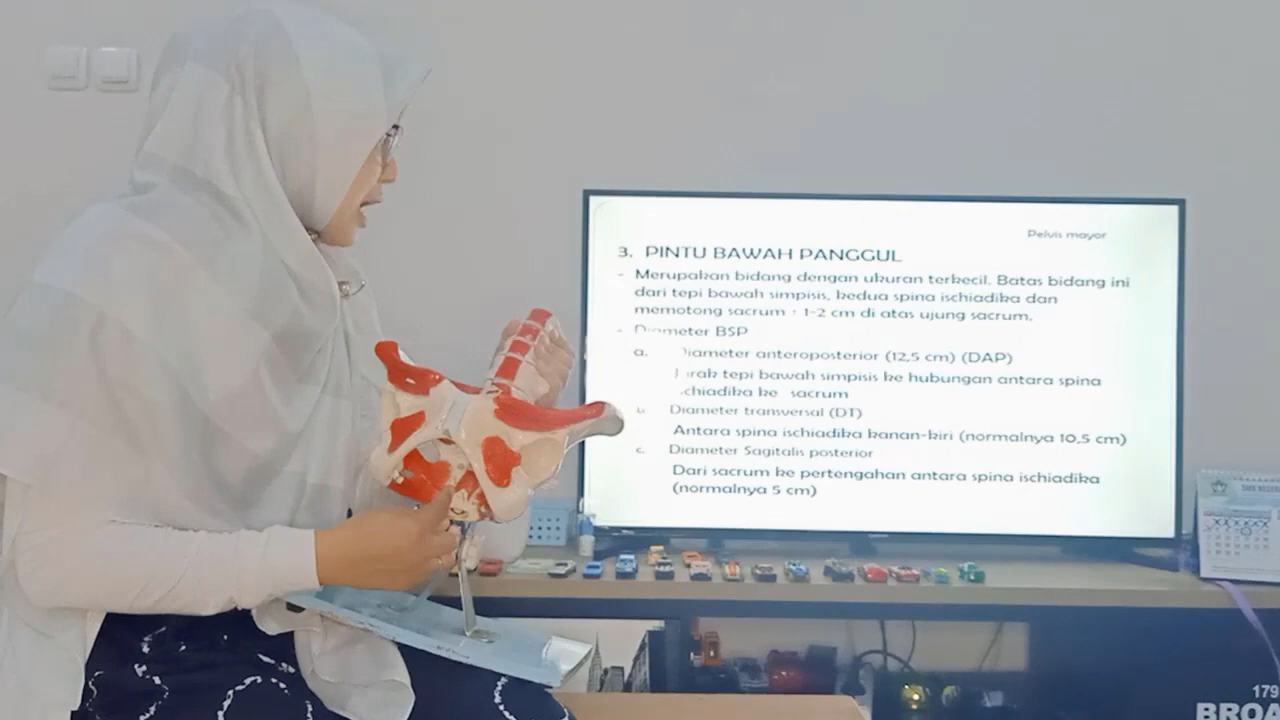 Pelvis mayor
3. PINTU BAWAH PANGGUL
- Merupakan bidang dengan ukuran terkecil. Batas bidang ini
dari tepi bawah simpisis, kedua spina ischiadika dan
memotong sacrum ± 1-2 cm di atas ujung sacrum.
- Diameter BSP
a. Diameter anteroposterior (12,5 cm) (DAP)
tepi bawah simpisis ke hubungan antara spina
ke sacrum
b. Diameter transversal (DT)
Antara spina ischiadika kanan-kiri (normalnya 10,5 cm)
c. Diameter Sagitalis posterior
Dari sacrum ke pertengahan antara spina ischiadika
(normalnya 5 cm)
179
BROA